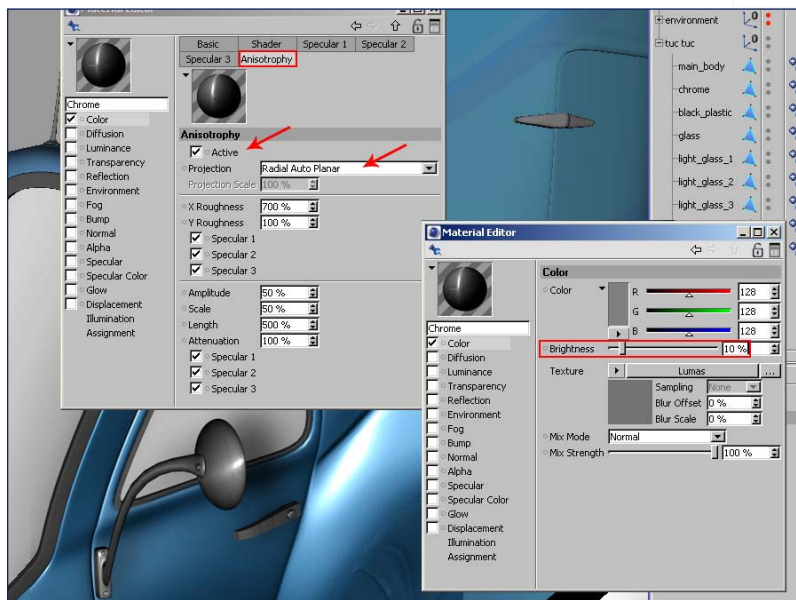 Material Editor
Basic Shader Specular 1 Specular 2
Specular 3 Anisotropy
Chrome
Color
Diffusion
Luminance
Transparency
Reflection
Environment
Fog
Bump
Normal
Alpha
Specular
Specular Color
Glow
Displacement
Illumination
Assignment
Anisotropy
Active
Projection Radial Auto Planar
Projection Scale 100 %
X Roughness 700 %
Y Roughness 100 %
Specular 1
Specular 2
Specular 3
Amplitude 50 %
Scale 50 %
Length 500 %
Attenuation 100 %
Specular 1
Specular 2
Specular 3
environment
tuc tuc
main_body
chrome
black_plastic
glass
light_glass_1
light_glass_2
light_glass_3
Material Editor
Chrome
Color
Diffusion
Luminance
Transparency
Reflection
Environment
Fog
Bump
Normal
Alpha
Specular
Specular Color
Glow
Displacement
Illumination
Assignment
Color
Color R 128
G 128
B 128
Brightness 10 %
Texture Lumas ...
Sampling None
Blur Offset 0 %
Blur Scale 0 %
Mix Mode Normal
Mix Strength 100 %